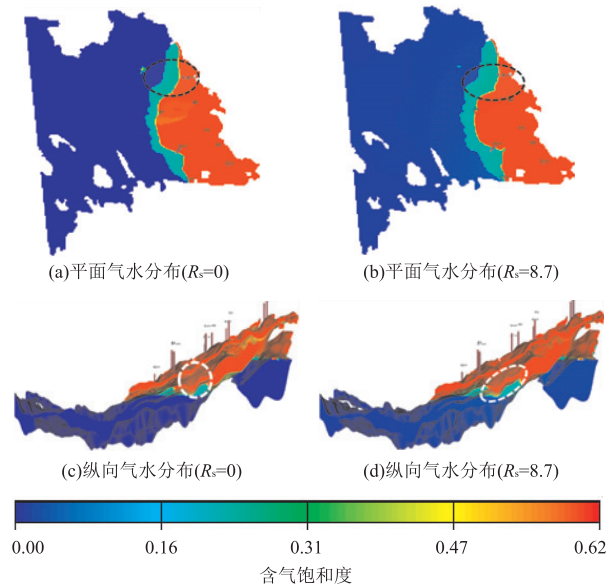 (a)平面气水分布(Rs=0)
(b)平面气水分布(Rs=8.7)
(c)纵向气水分布(Rs=0)
(d)纵向气水分布(Rs=8.7)
0.00 0.16 0.31 0.47 0.62
含气饱和度